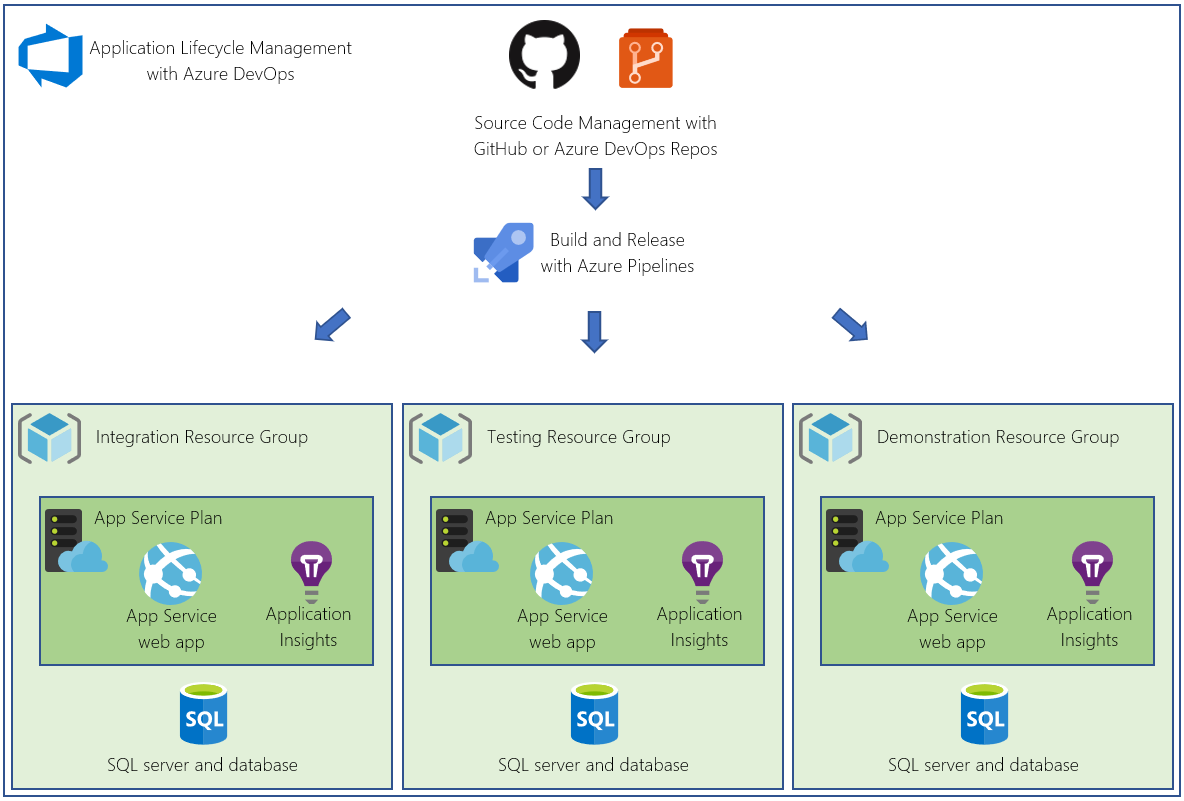 Application Lifecycle Management
with Azure DevOps
Source Code Management with
GitHub or Azure DevOps Repos
Build and Release
with Azure Pipelines
Integration Resource Group
App Service Plan
App Service
web app
Application
Insights
SQL
SQL server and database
Testing Resource Group
App Service Plan
App Service
web app
Application
Insights
SQL
SQL server and database
Demonstration Resource Group
App Service Plan
App Service
web app
Application
Insights
SQL
SQL server and database